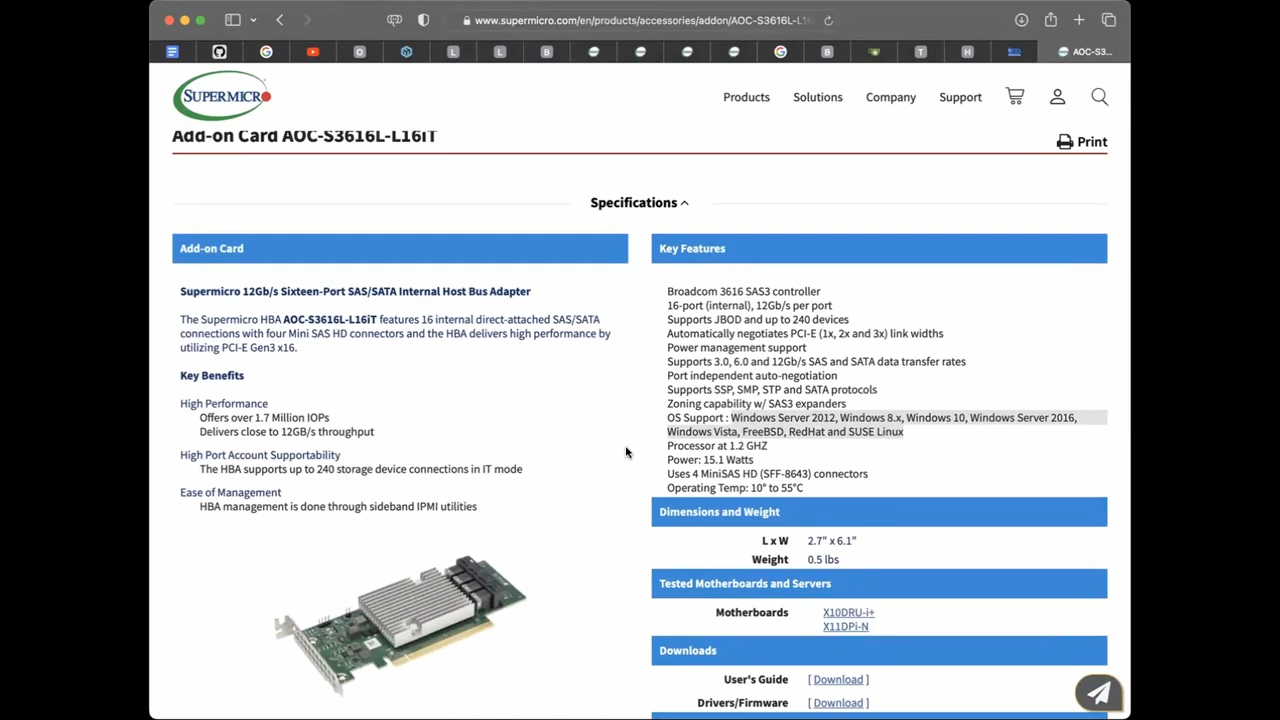 www.supermicro.com/en/products/accessories/addon/AOC-S3616L-L16
O
L
L
B
B
T
H
AOC-S3...
SUPERMICRO
Products
Solutions
Company
Support
Add-on Card AOC-S3616L-L16iT
Print
Specifications
Add-on Card
Supermicro 12Gb/s Sixteen-Port SAS/SATA Internal Host Bus Adapter
The Supermicro HBA AOC-S3616L-L16iT features 16 internal direct-attached SAS/SATA
connections with four Mini SAS HD connectors and the HBA delivers high performance by
utilizing PCI-E Gen3 x16.
Key Benefits
High Performance
Offers over 1.7 Million IOPs
Delivers close to 12GB/s throughput
High Port Account Supportability
The HBA supports up to 240 storage device connections in IT mode
Ease of Management
HBA management is done through sideband IPMI utilities
Key Features
Broadcom 3616 SAS3 controller
16-port (internal), 12Gb/s per port
Supports JBOD and up to 240 devices
Automatically negotiates PCI-E (1x, 2x and 3x) link widths
Power management support
Supports 3.0, 6.0 and 12Gb/s SAS and SATA data transfer rates
Port independent auto-negotiation
Supports SSP, SMP, STP and SATA protocols
Zoning capability w/ SAS3 expanders
OS Support : Windows Server 2012, Windows 8.x, Windows 10, Windows Server 2016,
Windows Vista, FreeBSD, RedHat and SUSE Linux
Processor at 1.2 GHZ
Power: 15.1 Watts
Uses 4 MiniSAS HD (SFF-8643) connectors
Operating Temp: 10° to 55°C
Dimensions and Weight
L x W 2.7" x 6.1"
Weight 0.5 lbs
Tested Motherboards and Servers
Motherboards X10DRU-i+
X11DPi-N
Downloads
User's Guide [ Download ]
Drivers/Firmware [ Download ]